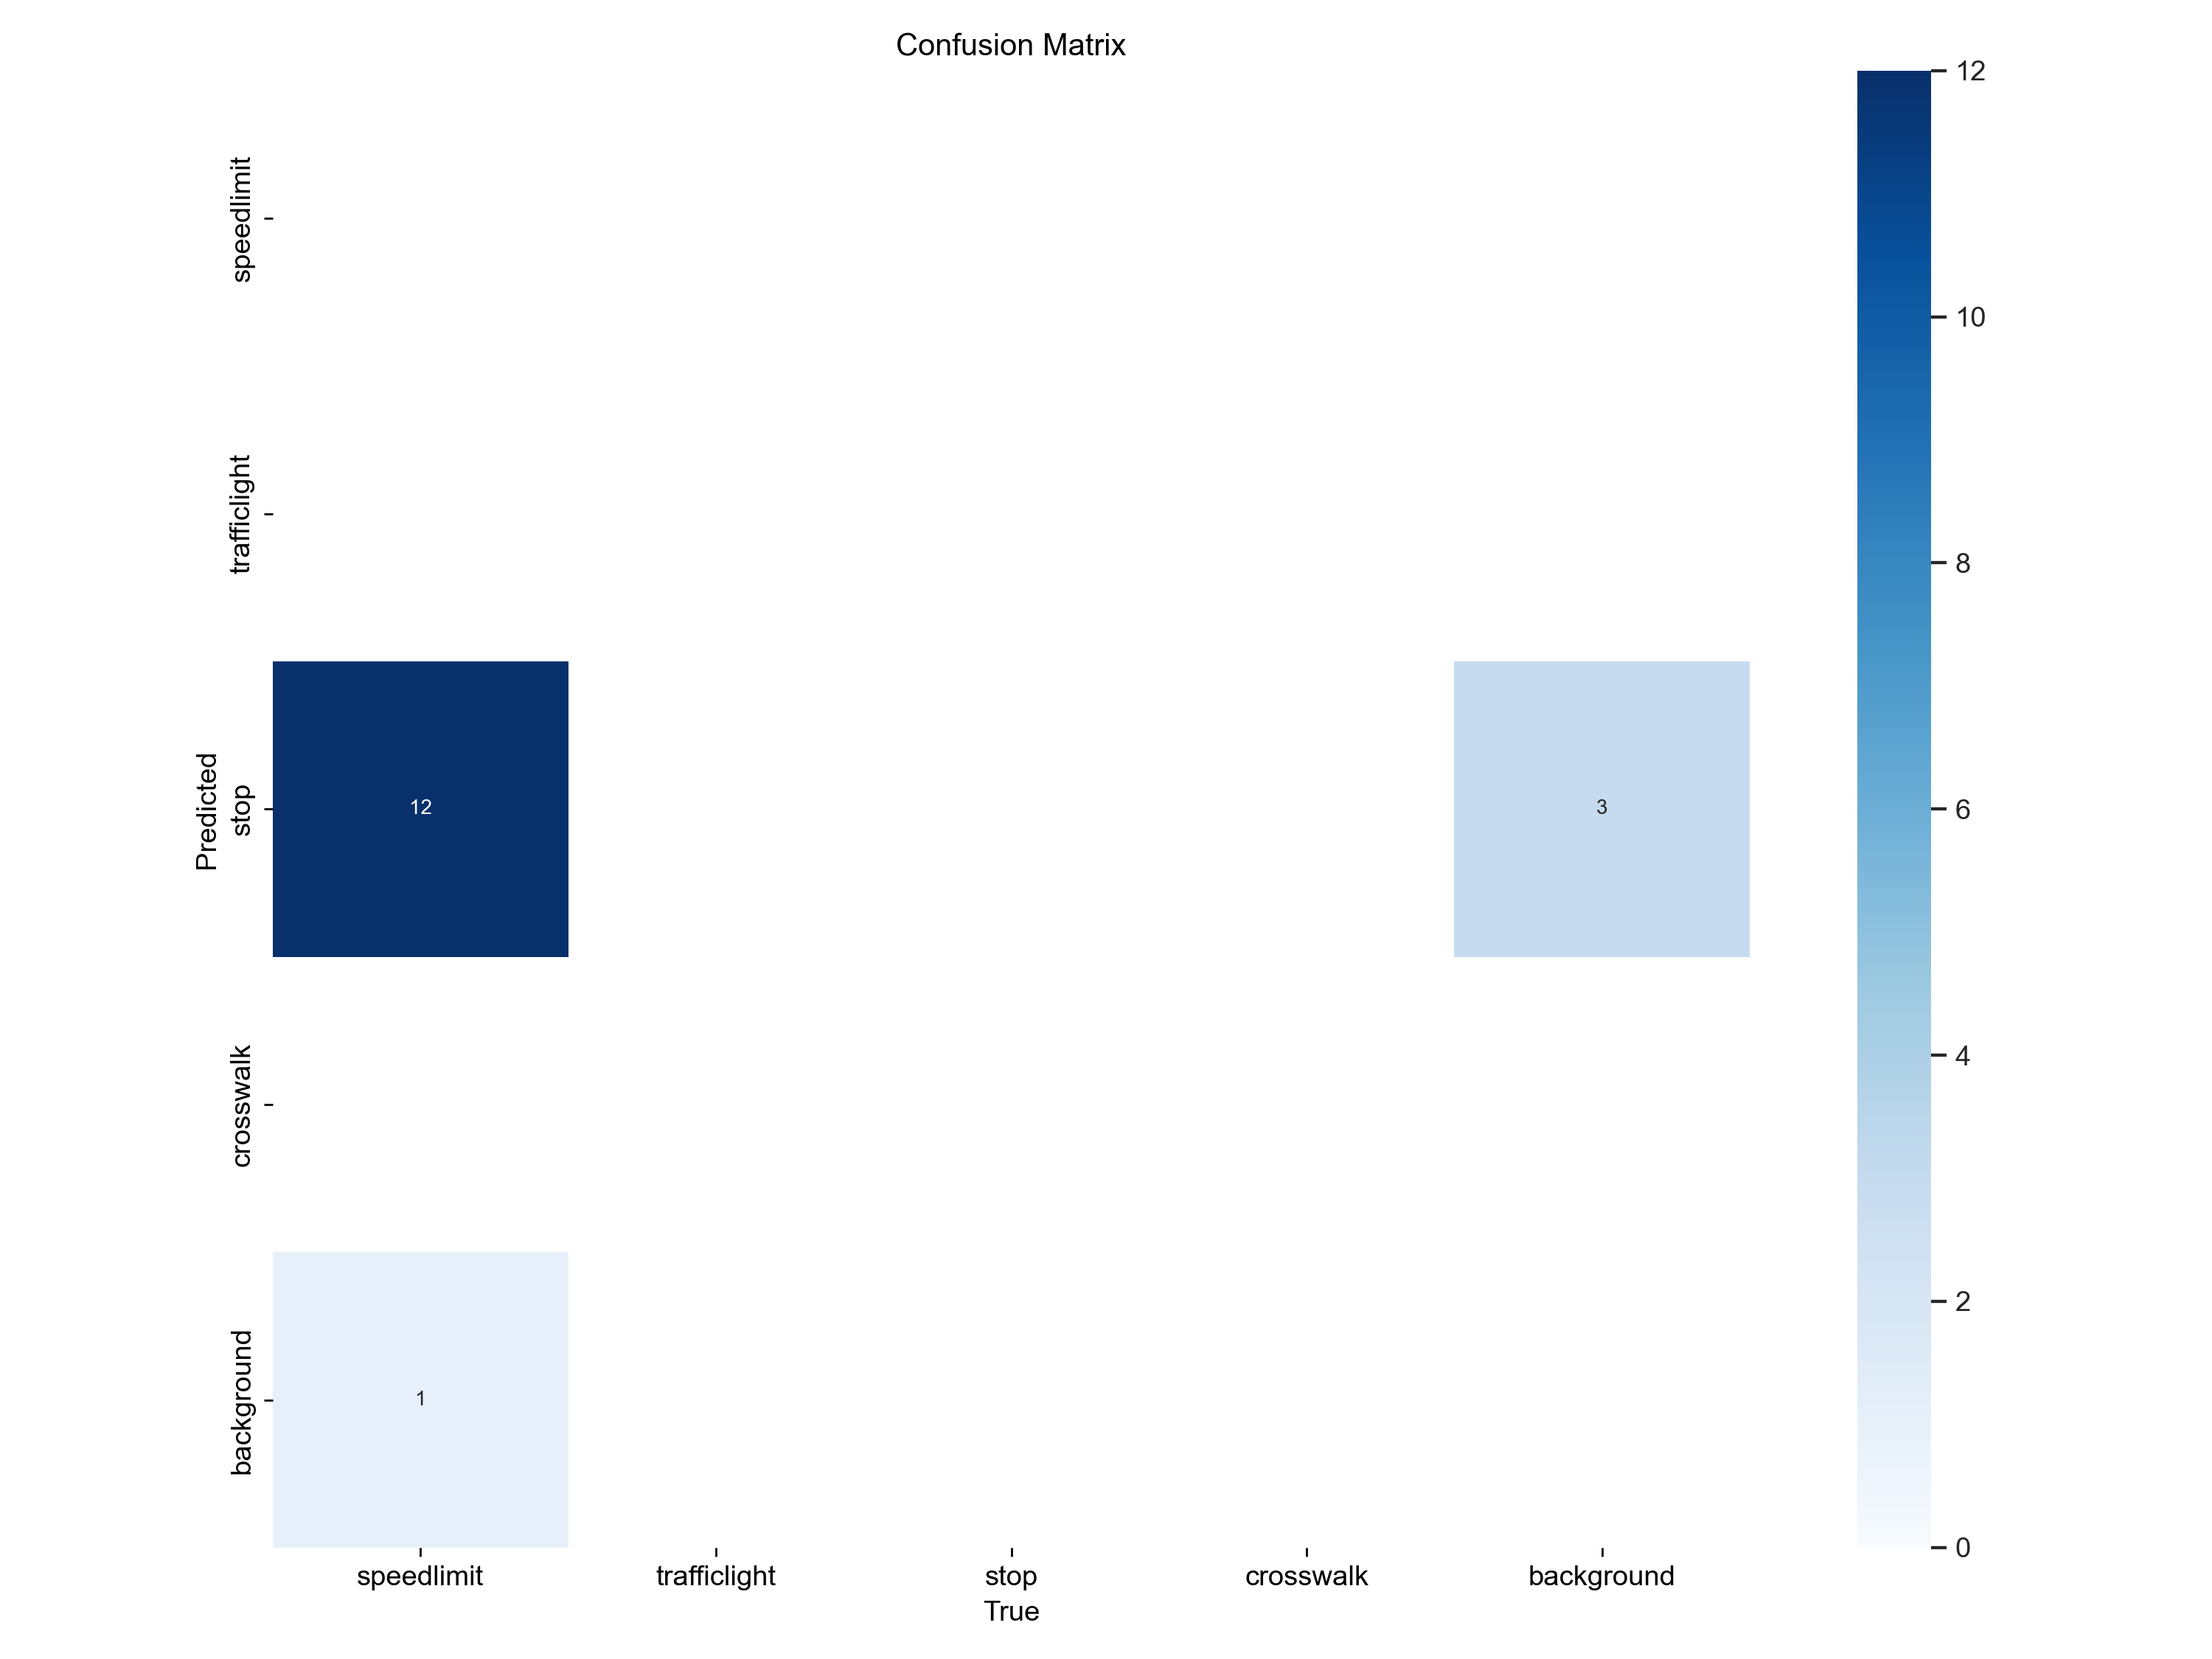 Confusion Matrix
12
10
8
6
4
2
0
Predicted
speedlimit
trafficlight
stop
crosswalk
background
12
3
1
speedlimit
trafficlight
stop
crosswalk
background
True